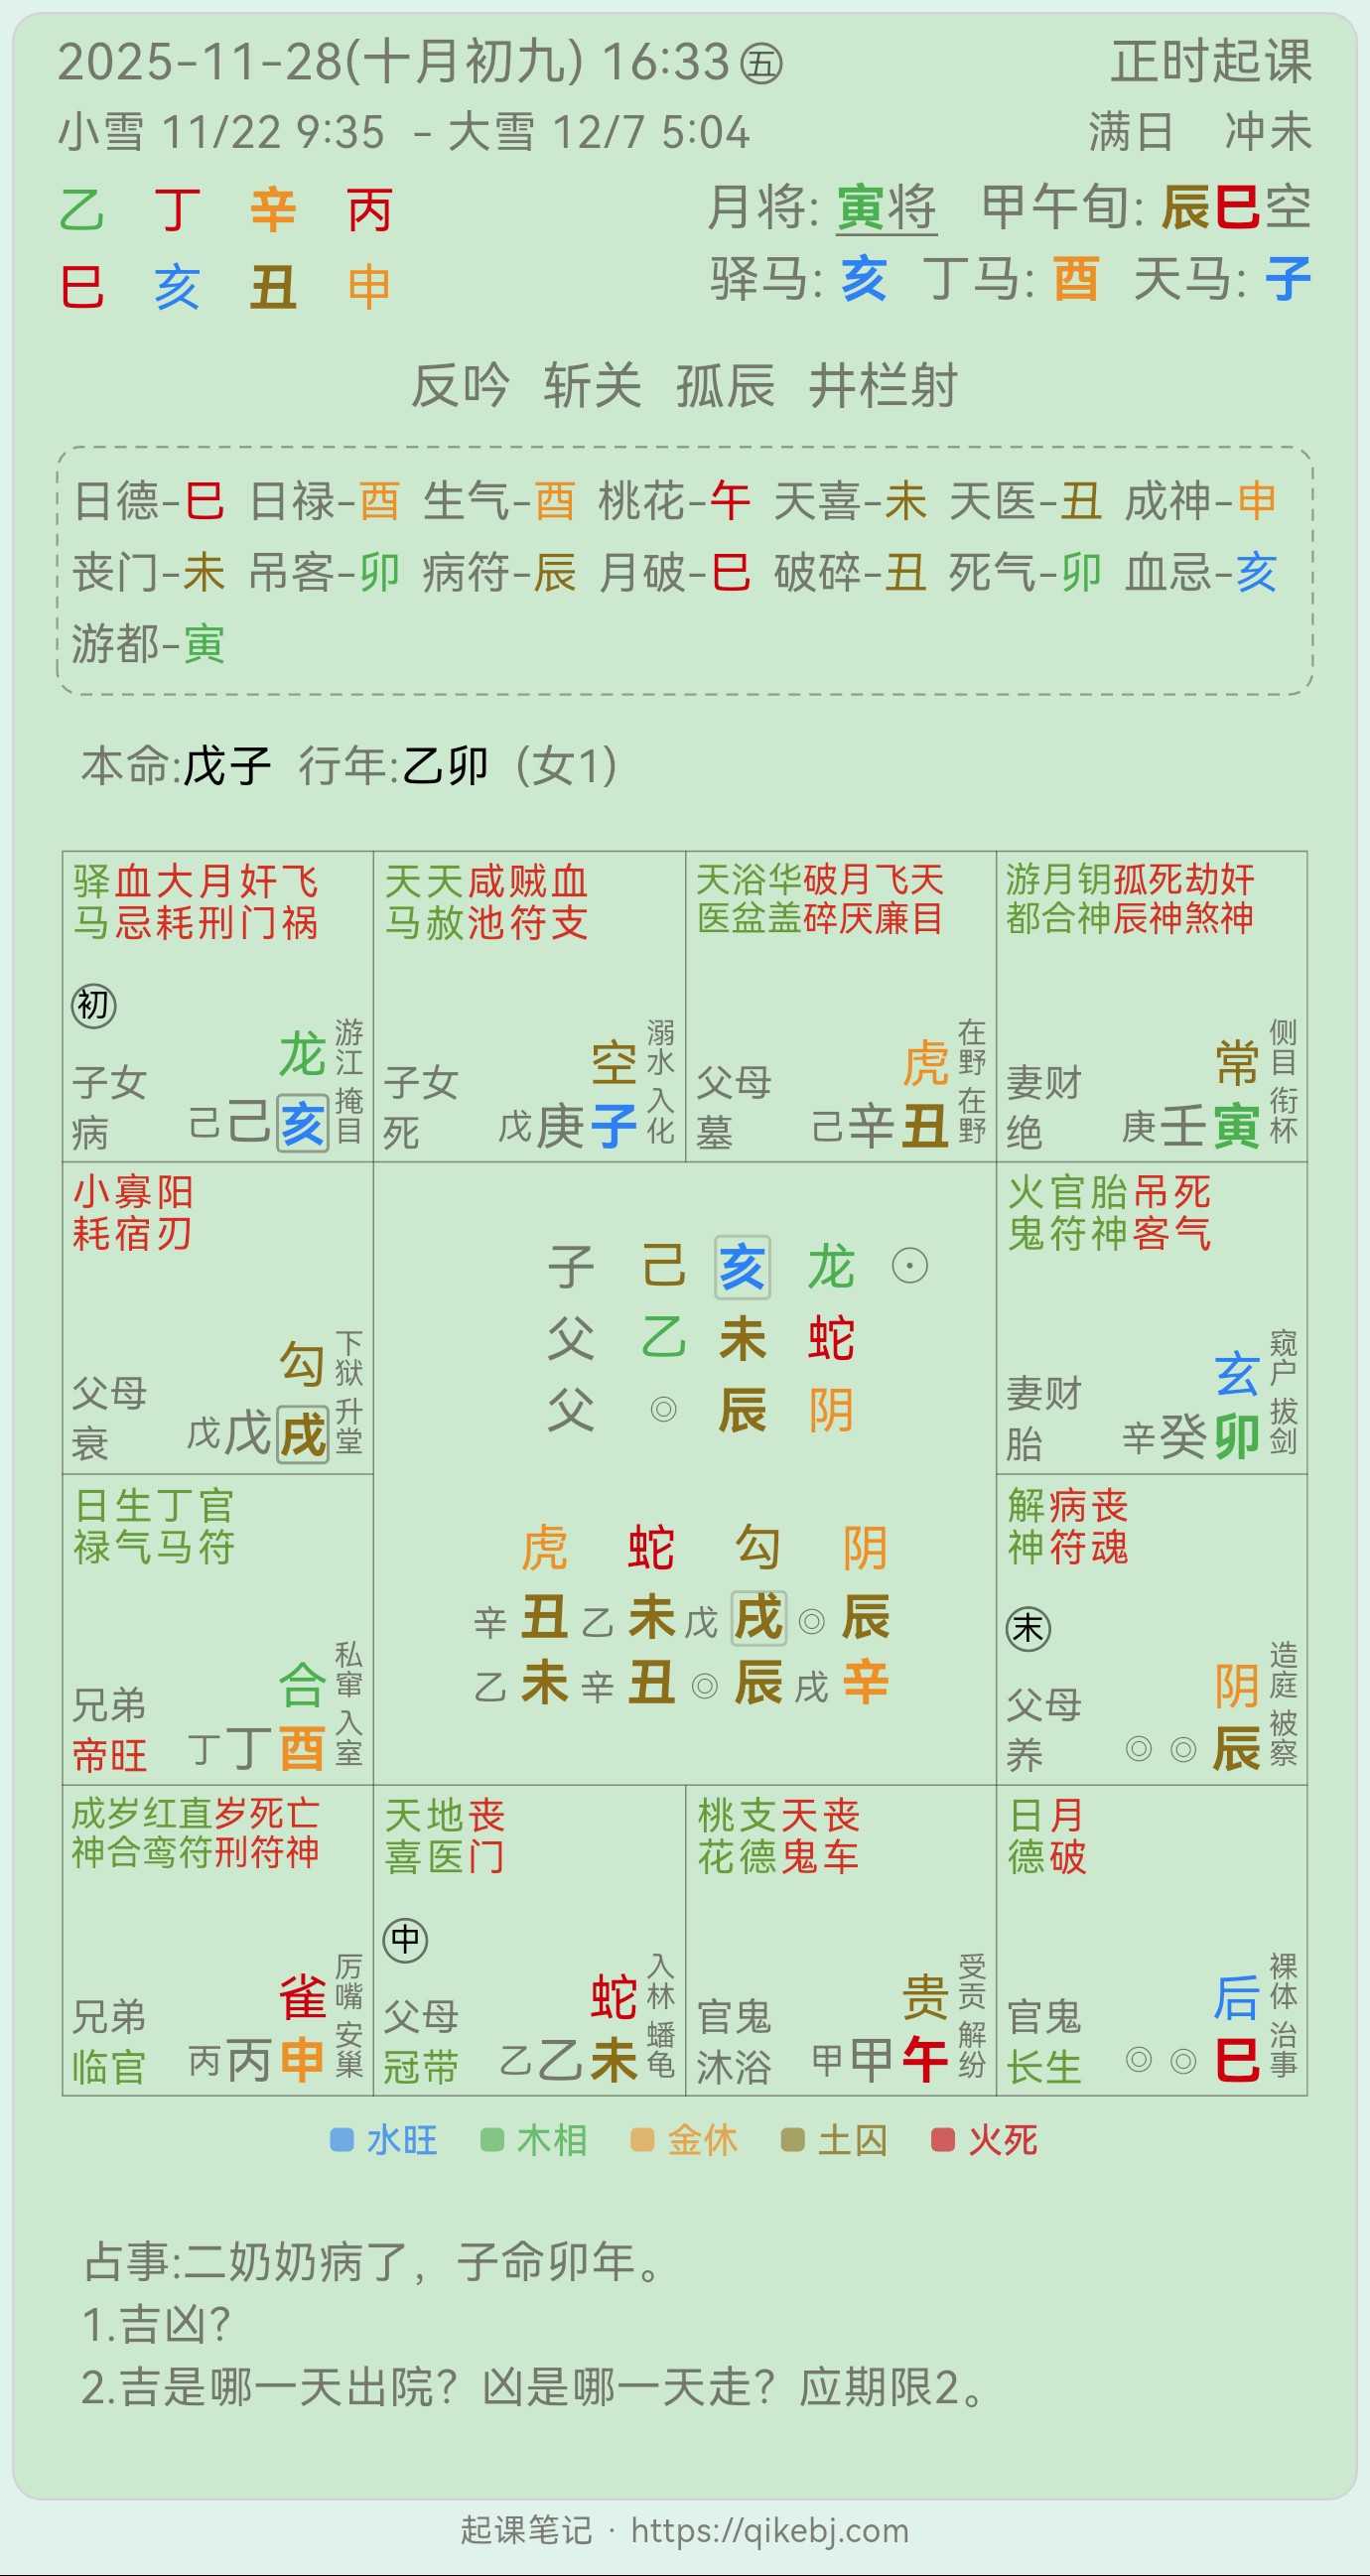 2025-11-28(十月初九) 16:33 五 正时起课
小雪 11/22 9:35 - 大雪 12/7 5:04 满日 冲未
乙 丁 辛 丙 月将: 寅将 甲午旬: 辰巳空
巳 亥 丑 申 驿马: 亥 丁马: 酉 天马: 子
反吟 斩关 孤辰 井栏射
日德-巳 日禄-酉 生气-酉 桃花-午 天喜-未 天医-丑 成神-申
丧门-未 吊客-卯 病符-辰 月破-巳 破碎-丑 死气-卯 血忌-亥
游都-寅
本命:戊子 行年:乙卯 (女1)
驿马 血忌 大耗 月刑 奸门 飞祸
初
龙 游江 掩目
子女
病 己 己 亥
天马 天赦 咸池 贼符 血支
空 溺水 入化
子女
死 戊 庚 子
天医 浴盆 华盖 破碎 月厌 飞廉 天目
虎 在野 在野
父母
墓 己 辛 丑
游都 月合 钥神 孤辰 死神 劫煞 奸神
常 侧目 衔杯
妻财
绝 庚 壬 寅
小耗 寡宿 阳刃
勾 下狱 升堂
父母
衰 戊 戊 戌
子 己 亥 龙 ⊙
父 乙 未 蛇
父 ◎ 辰 阴
火鬼 官符 胎神 吊客 死气
玄 窥户 拔剑
妻财
胎 辛 癸 卯
日禄 生气 丁马 官符
合 私窜 入室
兄弟
帝旺 丁 丁 酉
虎 蛇 勾 阴
辛 丑 乙 未 戊 戌 ◎ 辰
乙 未 辛 丑 ◎ 辰 戌 辛
解神 病符 丧魂
末
阴 造庭 被察
父母
养 ◎ ◎ 辰
成神 岁合 红鸾 直符 岁刑 死符 亡神
雀 厉嘴 安巢
兄弟
临官 丙 丙 申
天喜 地医 丧门
中
蛇 入林 蟠龟
父母
冠带 乙 乙 未
桃花 支德 天鬼 丧车
贵 受贡 解纷
官鬼
沐浴 甲 甲 午
日德 月破
后 裸体 治事
官鬼
长生 ◎ ◎ 巳
水旺 木相 金休 土囚 火死
占事:二奶奶病了，子命卯年。
1.吉凶？
2.吉是哪一天出院？凶是哪一天走？应期限2。
起课笔记 · https://qikebj.com